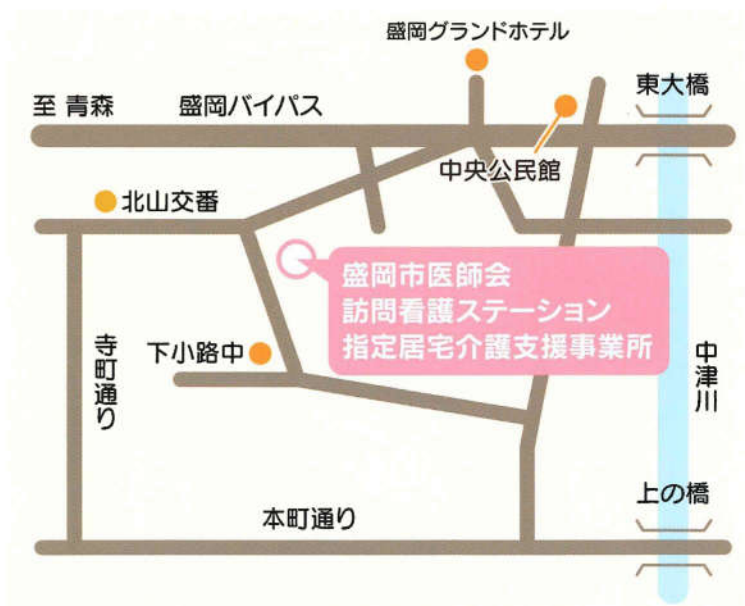 盛岡グランドホテル
東大橋
至 青森
盛岡バイパス
中央公民館
北山交番
盛岡市医師会
訪問看護ステーション
指定居宅介護支援事業所
下小路中
寺町通り
中津川
上の橋
本町通り